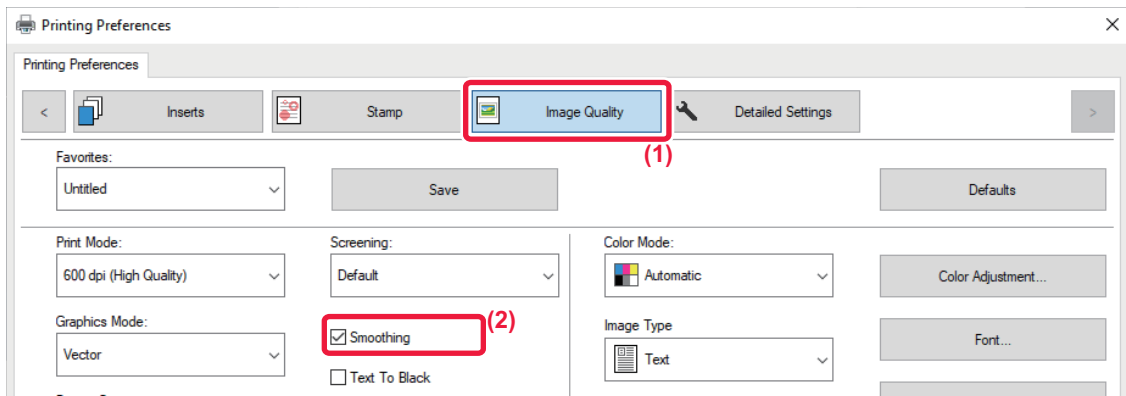 Printing Preferences
Printing Preferences
< Inserts Stamp Image Quality Detailed Settings >
(1)
Favorites:
Untitled Save Defaults
Print Mode: Screening: Color Mode:
600 dpi (High Quality) Default Automatic Color Adjustment...
Graphics Mode: Smoothing (2) Image Type Font...
Vector Text
Text To Black